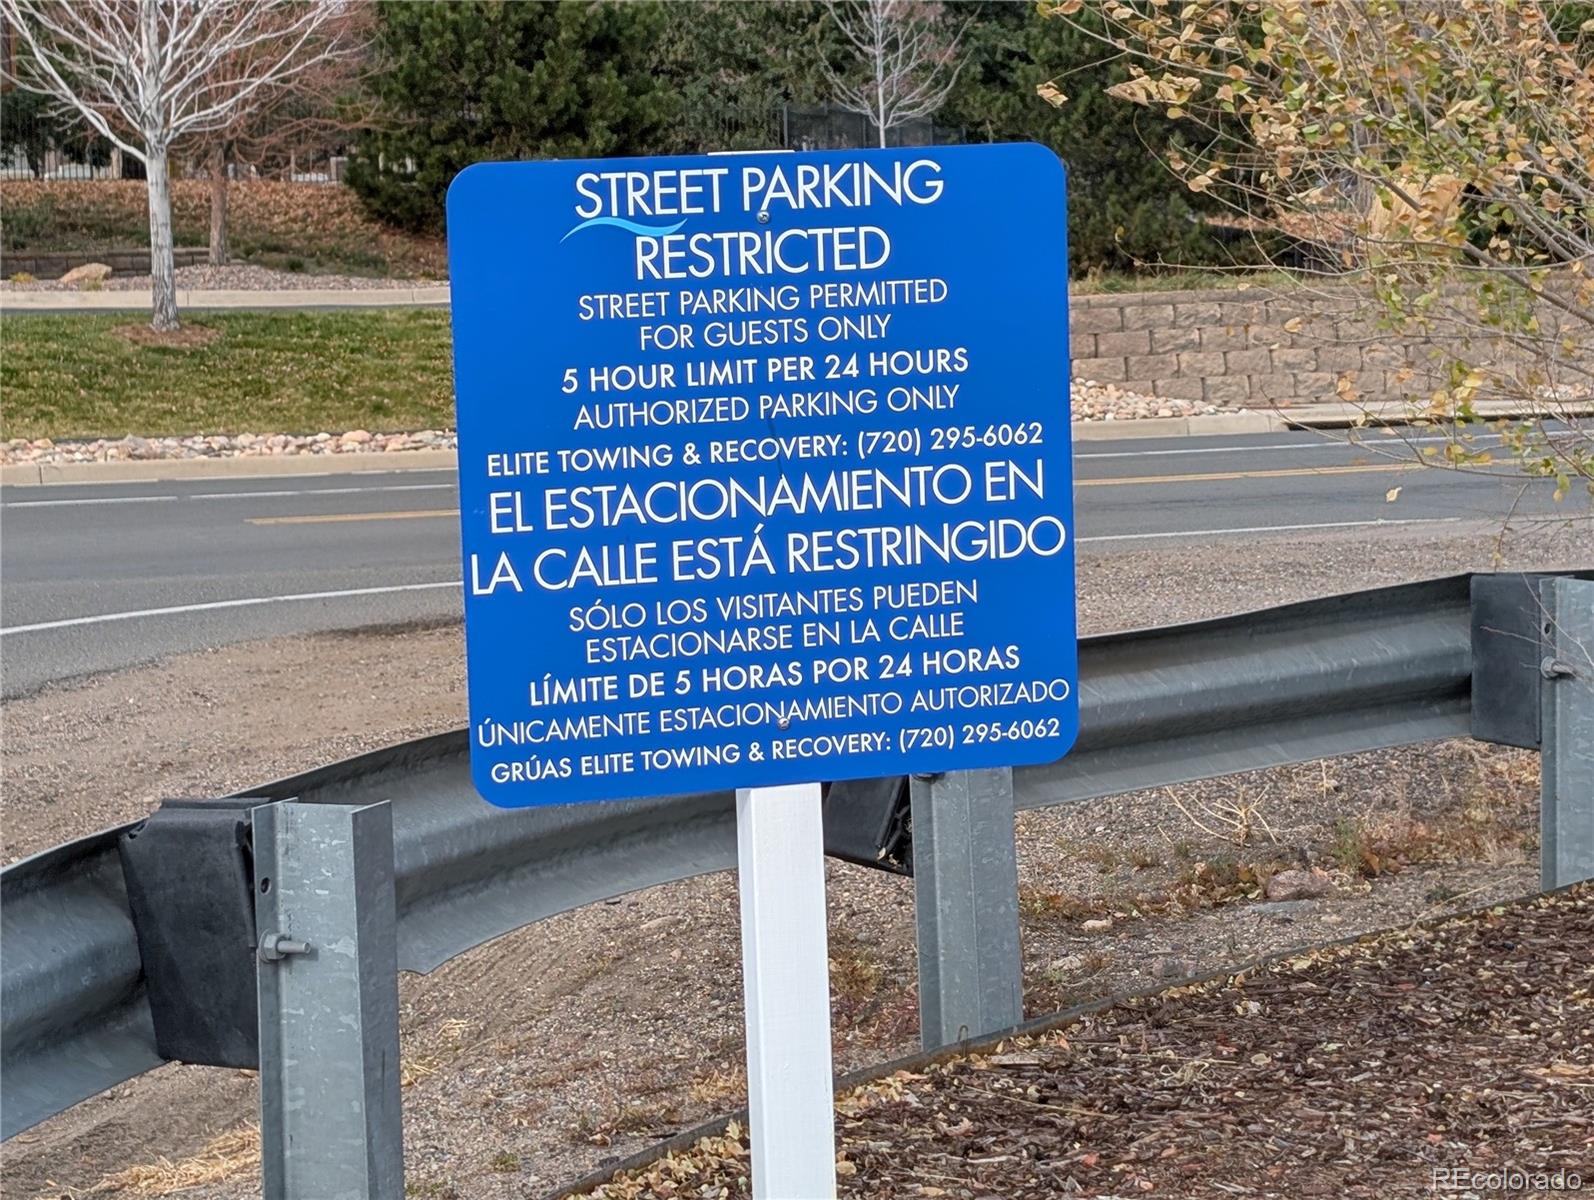 STREET PARKING
RESTRICTED
STREET PARKING PERMITTED
FOR GUESTS ONLY
5 HOUR LIMIT PER 24 HOURS
AUTHORIZED PARKING ONLY
ELITE TOWING & RECOVERY: (720) 295-6062
EL ESTACIONAMIENTO EN
LA CALLE ESTÁ RESTRINGIDO
SÓLO LOS VISITANTES PUEDEN
ESTACIONARSE EN LA CALLE
LÍMITE DE 5 HORAS POR 24 HORAS
ÚNICAMENTE ESTACIONAMIENTO AUTORIZADO
GRÚAS ELITE TOWING & RECOVERY: (720) 295-6062
REcolorado